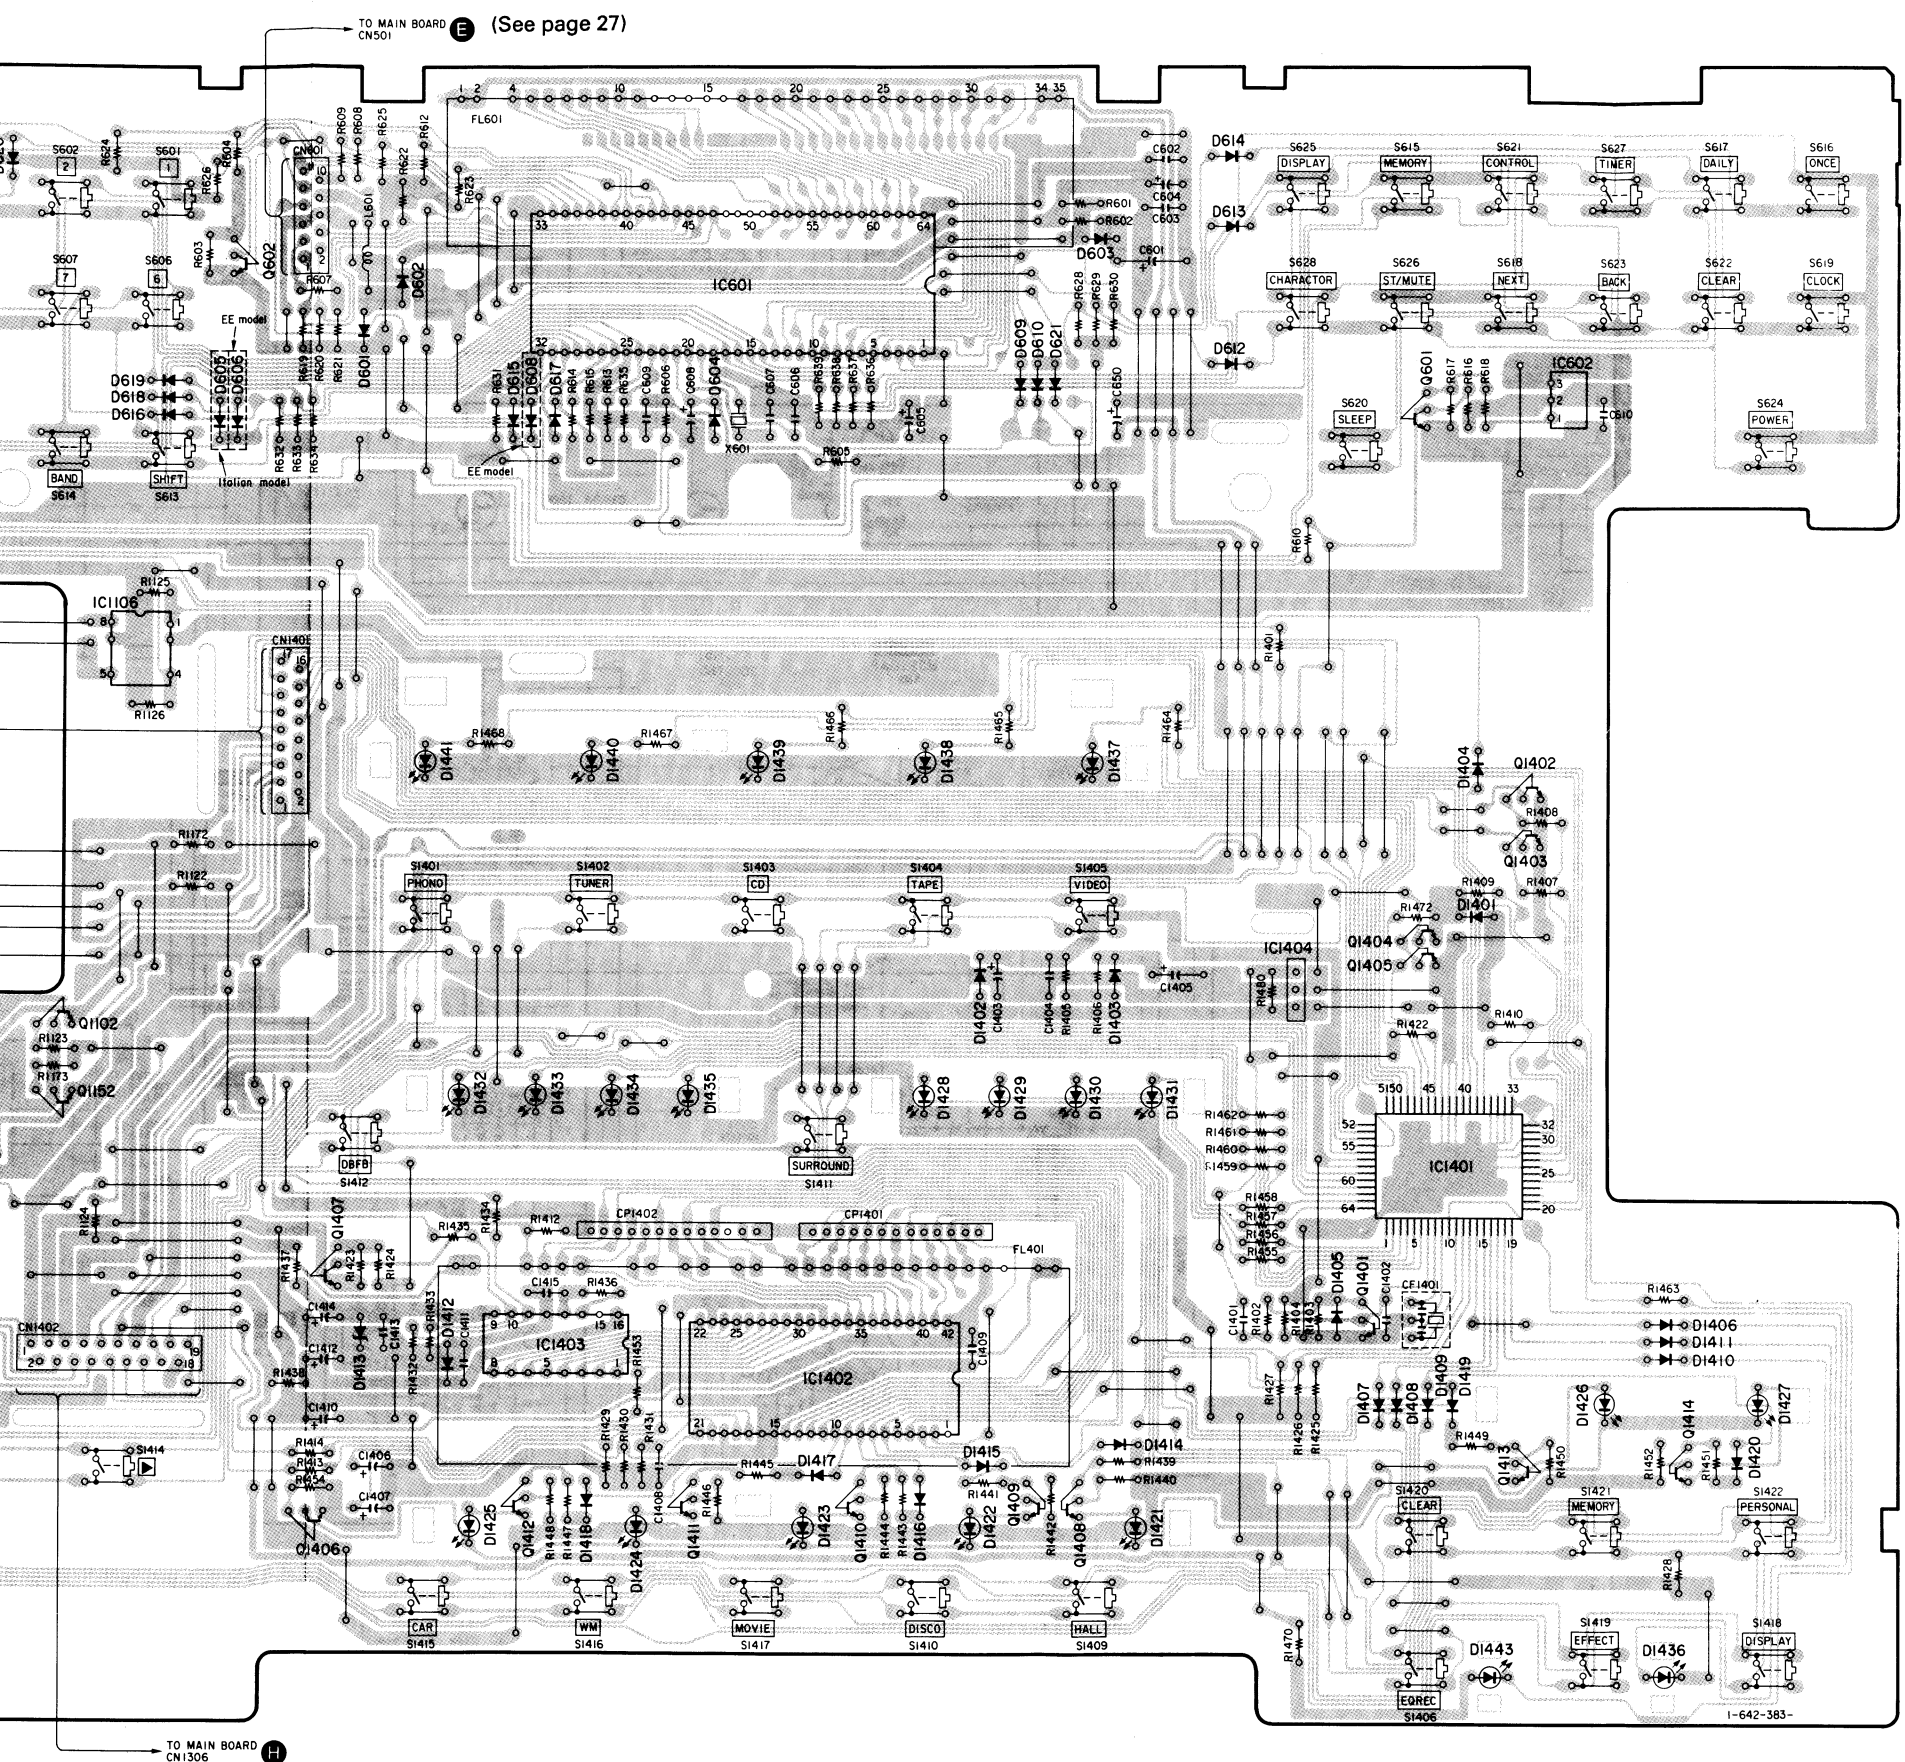 TO MAIN BOARD E (See page 27)
CN501
1 2 4 10 15 20 25 30 34 35
FL601
S602 2
R624
S601 1
R626
R604
CN601
R609
R608
R625
R622
R612
R623
L601
C602
C604
C603
R601
R602
D603
C601
D614
D613
D612
S625 DISPLAY
S615 MEMORY
S621 CONTROL
S627 TIMER
S617 DAILY
S616 ONCE
33 40 45 50 55 60 64
R603
Q602
R607
D602
IC601
S607 7
S606 6
EE model
S628 CHARACTOR
S626 ST/MUTE
S618 NEXT
S623 BACK
S622 CLEAR
S619 CLOCK
R628
R629
R630
D609
D610
D621
32 25 20 15 10 5 1
R619
R620
R621
D601
D605
D606
D619
D618
D616
R631
D615
D608
D617
R614
R615
R613
R635
C609
R606
C608
D604
C607
C606
R639
R638
R637
R636
C605
C650
X601
R605
R632
R633
R634
EE model
Italian model
Q601
R617
R616
R618
IC602
3
2
1
C610
S620 SLEEP
S624 POWER
BAND S614
SHIFT S613
R610
R1125
IC1106
8 1
5 4
R1126
CN1401
17 16
2
R1401
D1441
R1468
D1440
R1467
D1439
R1466
D1438
R1465
D1437
R1464
D1404
Q1402
R1408
Q1403
R1172
R1122
S1401 PHONO
S1402 TUNER
S1403 CD
S1404 TAPE
S1405 VIDEO
R1409
R1407
D1401
R1472
Q1404
Q1405
IC1404
R1480
D1402
C1403
C1404
R1405
R1406
D1403
C1405
R1410
R1422
Q1102
R1123
R1173
Q1152
D1432
D1433
D1434
D1435
D1428
D1429
D1430
D1431
5150 45 40 33
R1462
R1461
R1460
R1459
52 32
55 30
IC1401
25
60
64 20
1 5 10 15 19
DBFB S1412
SURROUND S1411
R1458
R1457
R1456
R1455
R1124
Q1407
R1437
R1423
R1424
R1435
R1434
R1412
CP1402
CP1401
FL401
C1415
R1436
C1414
C1412
C1410
D1413
C1413
R1432
R1433
D1412
C1411
9 10 15 16
IC1403
8 5 1
R1453
22 25 30 35 40 42
IC1402
21 15 10 5 1
C1409
C1401
R1402
R1404
R1403
D1405
Q1401
C1402
CF1401
R1463
D1406
D1411
D1410
CN1402
1 19
2 18
R1438
R1427
R1426
R1425
D1407
D1408
D1409
D1419
D1426
D1427
S1414
R1414
R1413
R1454
C1406
C1407
Q1406
R1429
R1430
R1431
C1408
R1445
D1417
D1415
R1441
D1414
R1439
R1440
R1449
Q1413
R1450
R1452
Q1414
R1451
D1420
D1425
Q1412
R1448
R1447
D1418
D1424
Q1411
R1446
D1423
Q1410
R1444
R1443
D1416
D1422
Q1409
R1442
Q1408
D1421
S1420 CLEAR
S1421 MEMORY
S1422 PERSONAL
R1428
CAR S1415
WM S1416
MOVIE S1417
DISCO S1410
HALL S1409
R1470
S1419 EFFECT
S1418 DISPLAY
D1443
D1436
EQREC S1406
1-642-383-
TO MAIN BOARD H
CN1306